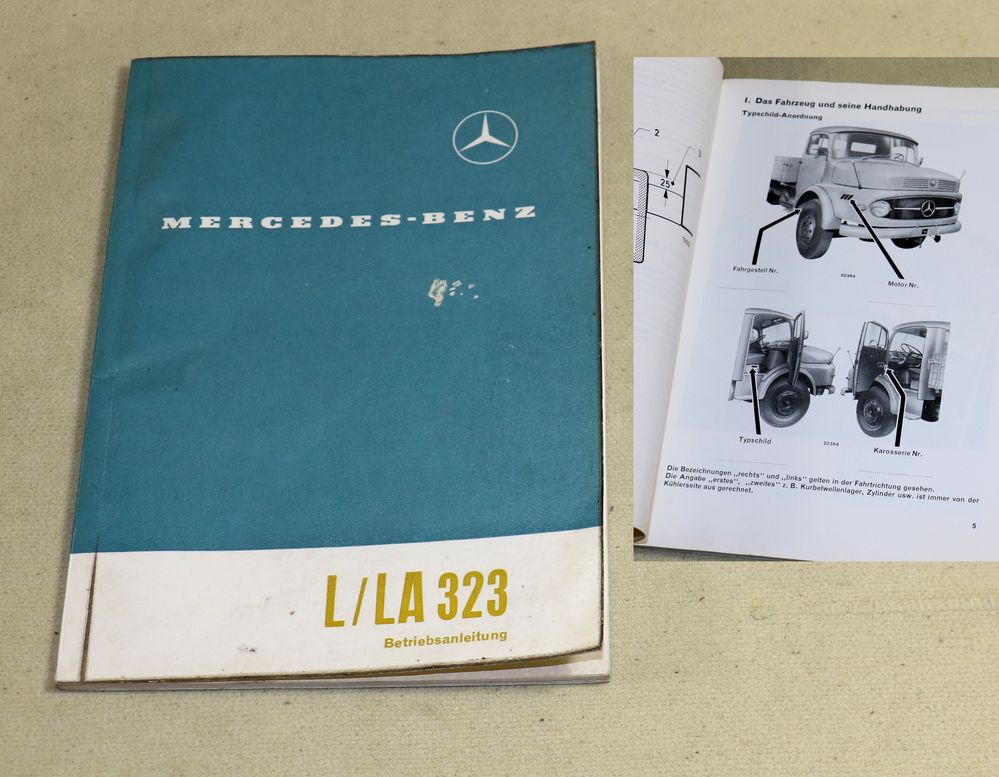 MERCEDES-BENZ
L/LA 323
Betriebsanleitung
2
3
25°
I. Das Fahrzeug und seine Handhabung
Typschild-Anordnung
Fahrgestell Nr.
30364
Motor Nr.
Typschild
30364
Karosserie Nr.
Die Bezeichnungen „rechts" und „links" gelten in der Fahrtrichtung gesehen.
Die Angabe „erstes", „zweites" z. B. Kurbelwellenlager, Zylinder usw. ist immer von der
Kühlerseite aus gerechnet.
5